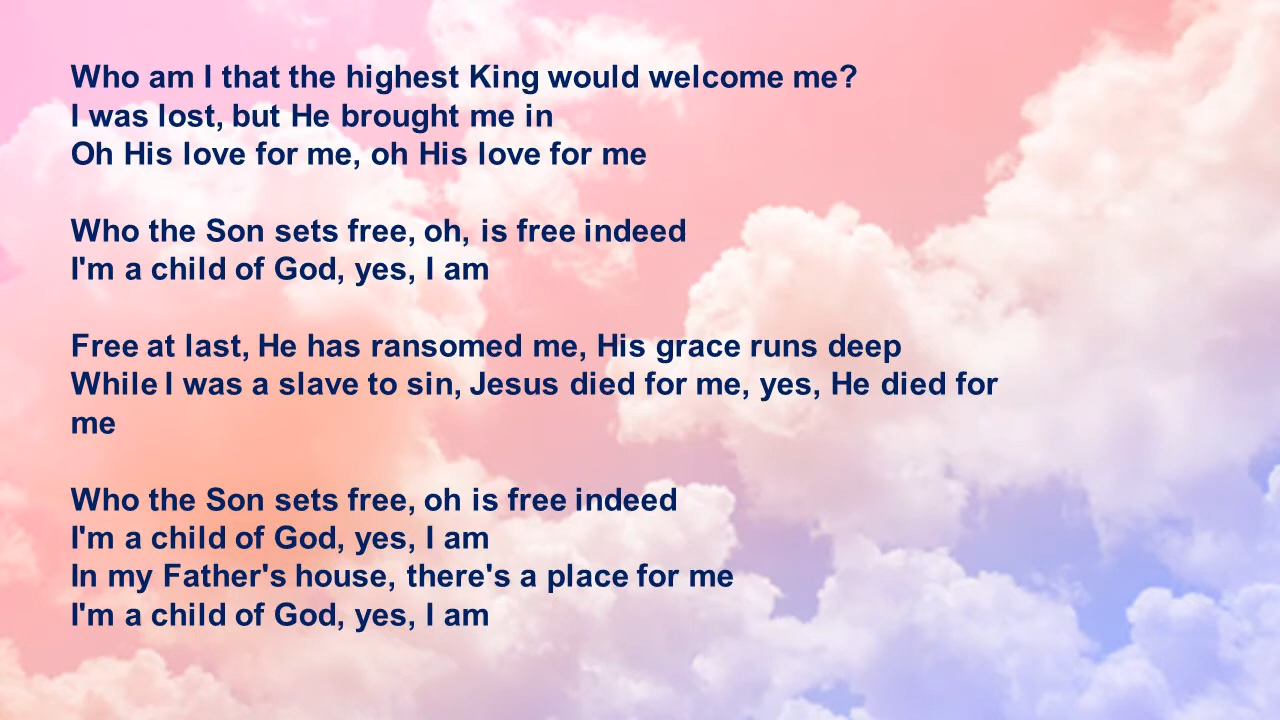 Who am I that the highest King would welcome me?
I was lost, but He brought me in
Oh His love for me, oh His love for me
Who the Son sets free, oh, is free indeed
I'm a child of God, yes, I am
Free at last, He has ransomed me, His grace runs deep
While I was a slave to sin, Jesus died for me, yes, He died for
me
Who the Son sets free, oh is free indeed
I'm a child of God, yes, I am
In my Father's house, there's a place for me
I'm a child of God, yes, I am